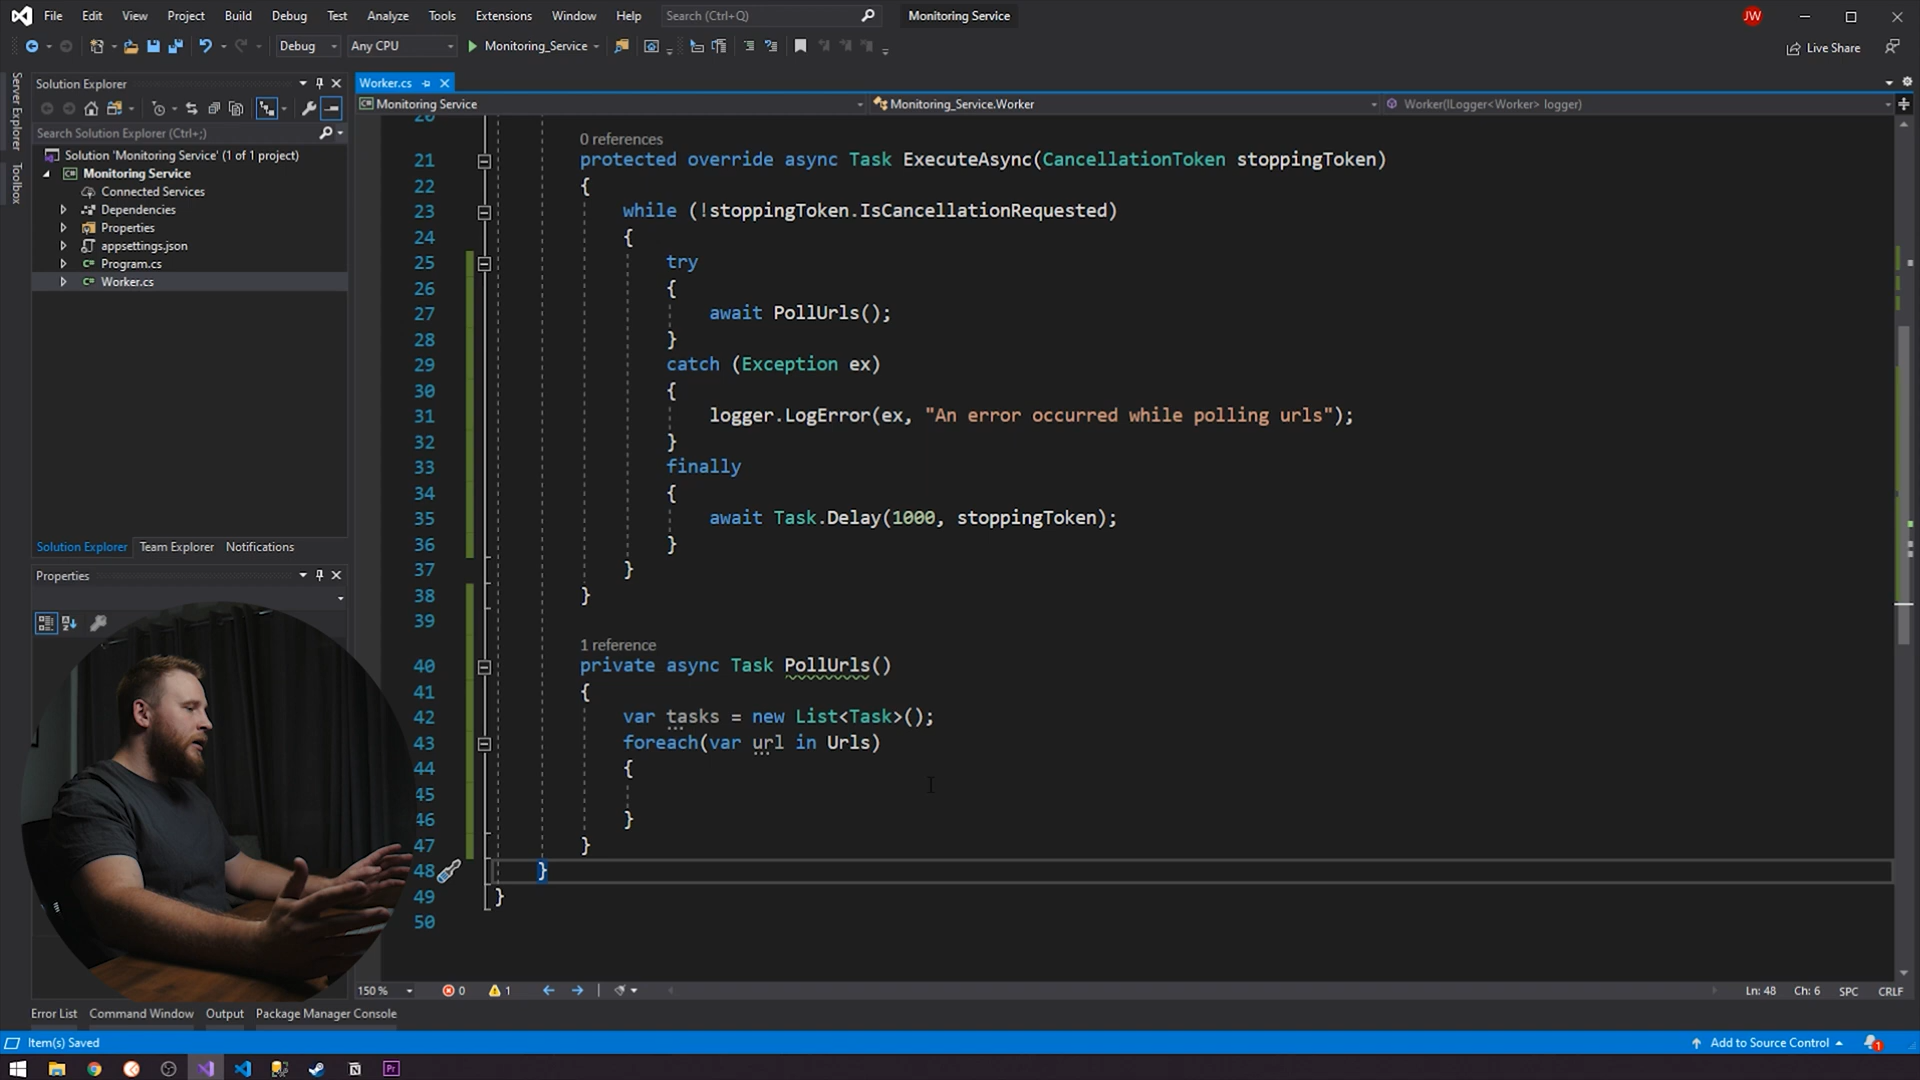 File Edit View Project Build Debug Test Analyze Tools Extensions Window Help Search (Ctrl+Q) Monitoring Service JW
Debug Any CPU Monitoring_Service Live Share
Server Explorer
Toolbox
Solution Explorer
Search Solution Explorer (Ctrl+;)
Solution 'Monitoring Service' (1 of 1 project)
Monitoring Service
Connected Services
Dependencies
Properties
appsettings.json
Program.cs
Worker.cs
Solution Explorer Team Explorer Notifications
Properties
Worker.cs
Monitoring Service Monitoring_Service.Worker Worker(ILogger<Worker> logger)
20
0 references
21 protected override async Task ExecuteAsync(CancellationToken stoppingToken)
22 {
23 while (!stoppingToken.IsCancellationRequested)
24 {
25 try
26 {
27 await PollUrls();
28 }
29 catch (Exception ex)
30 {
31 logger.LogError(ex, "An error occurred while polling urls");
32 }
33 finally
34 {
35 await Task.Delay(1000, stoppingToken);
36 }
37 }
38 }
39
1 reference
40 private async Task PollUrls()
41 {
42 var tasks = new List<Task>();
43 foreach(var url in Urls)
44 {
45
46 }
47 }
48 }
49 }
50
150 % 0 1 Ln: 48 Ch: 6 SPC CRLF
Error List Command Window Output Package Manager Console
Item(s) Saved Add to Source Control 1
Pr